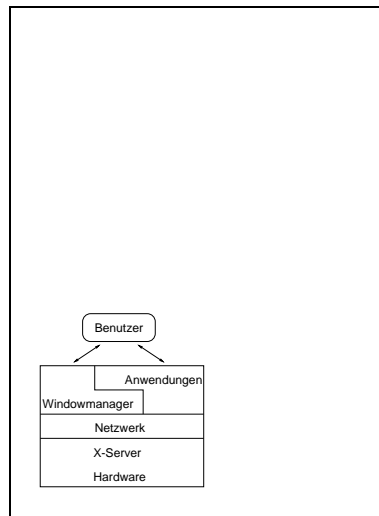 Benutzer
Anwendungen
Windowmanager
Netzwerk
X-Server
Hardware